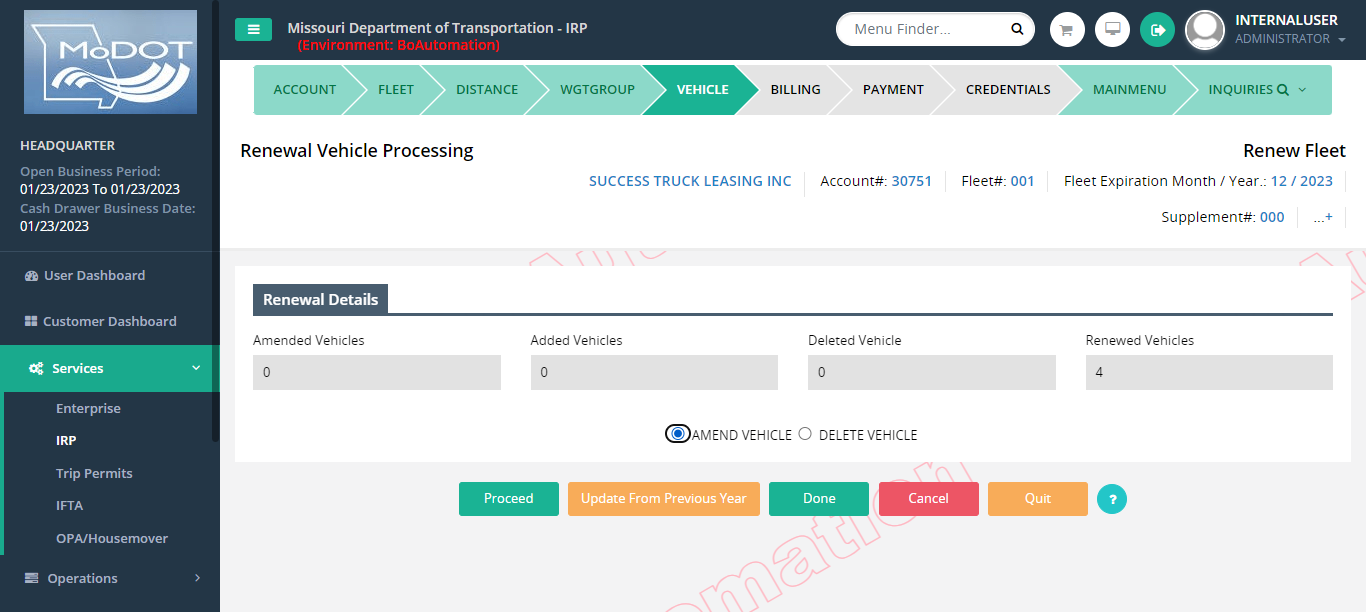 MoDOT
HEADQUARTER
Open Business Period:
01/23/2023 To 01/23/2023
Cash Drawer Business Date:
01/23/2023
User Dashboard
Customer Dashboard
Services
Enterprise
IRP
Trip Permits
IFTA
OPA/Housemover
Operations
Missouri Department of Transportation - IRP
(Environment: BoAutomation)
Menu Finder...
INTERNALUSER
ADMINISTRATOR
ACCOUNT FLEET DISTANCE WGTGROUP VEHICLE BILLING PAYMENT CREDENTIALS MAINMENU INQUIRIES
Renewal Vehicle Processing Renew Fleet
SUCCESS TRUCK LEASING INC Account#: 30751 Fleet#: 001 Fleet Expiration Month / Year.: 12 / 2023
Supplement#: 000 ...+
Renewal Details
Amended Vehicles Added Vehicles Deleted Vehicle Renewed Vehicles
0 0 0 4
AMEND VEHICLE DELETE VEHICLE
Proceed Update From Previous Year Done Cancel Quit ?